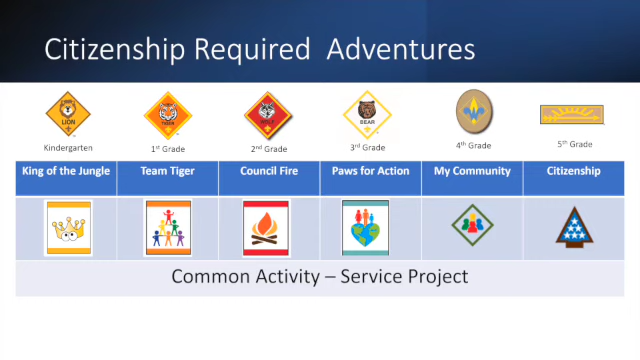 Citizenship Required Adventures
LION
TIGER
WOLF
BEAR
Kindergarten
1st Grade
2nd Grade
3rd Grade
4th Grade
5th Grade
King of the Jungle
Team Tiger
Council Fire
Paws for Action
My Community
Citizenship
Common Activity – Service Project